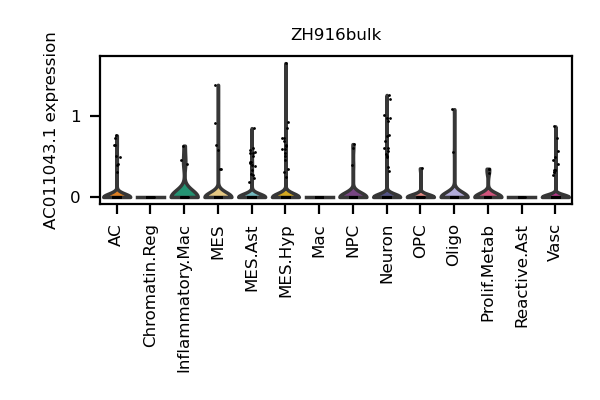 ZH916bulk
AC011043.1 expression
1
0
AC
Chromatin.Reg
Inflammatory.Mac
MES
MES.Ast
MES.Hyp
Mac
NPC
Neuron
OPC
Oligo
Prolif.Metab
Reactive.Ast
Vasc